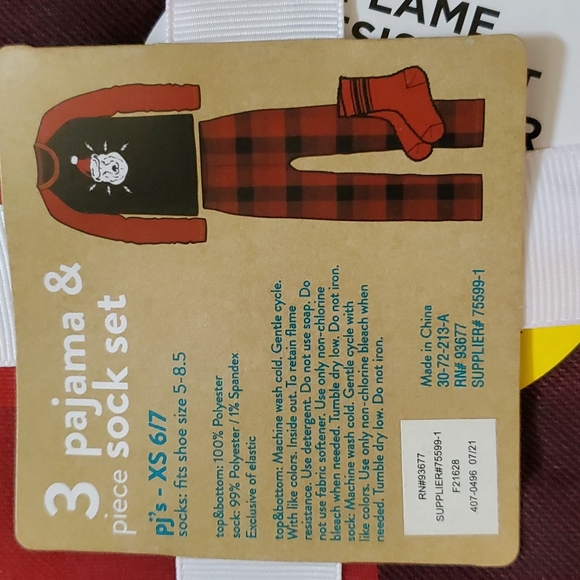 3 pajama &
piece sock set
pj's - XS 6/7
socks: fits shoe size 5-8.5
top&bottom: 100% Polyester
sock: 99% Polyester / 1% Spandex
Exclusive of elastic
top&bottom: Machine wash cold. Gentle cycle.
With like colors. Inside out. To retain flame
resistance. Use detergent. Do not use soap. Do
not use fabric softener. Use only non-chlorine
bleach when needed. Tumble dry low. Do not iron.
sock: Machine wash cold. Gentle cycle with
like colors. Use only non-chlorine bleach when
needed. Tumble dry low. Do not iron.
Made in China
30-72-213-A
RN# 93677
SUPPLIER# 75599-1
RN#93677
SUPPLIER#75599-1
F21628
407-0496 07/21